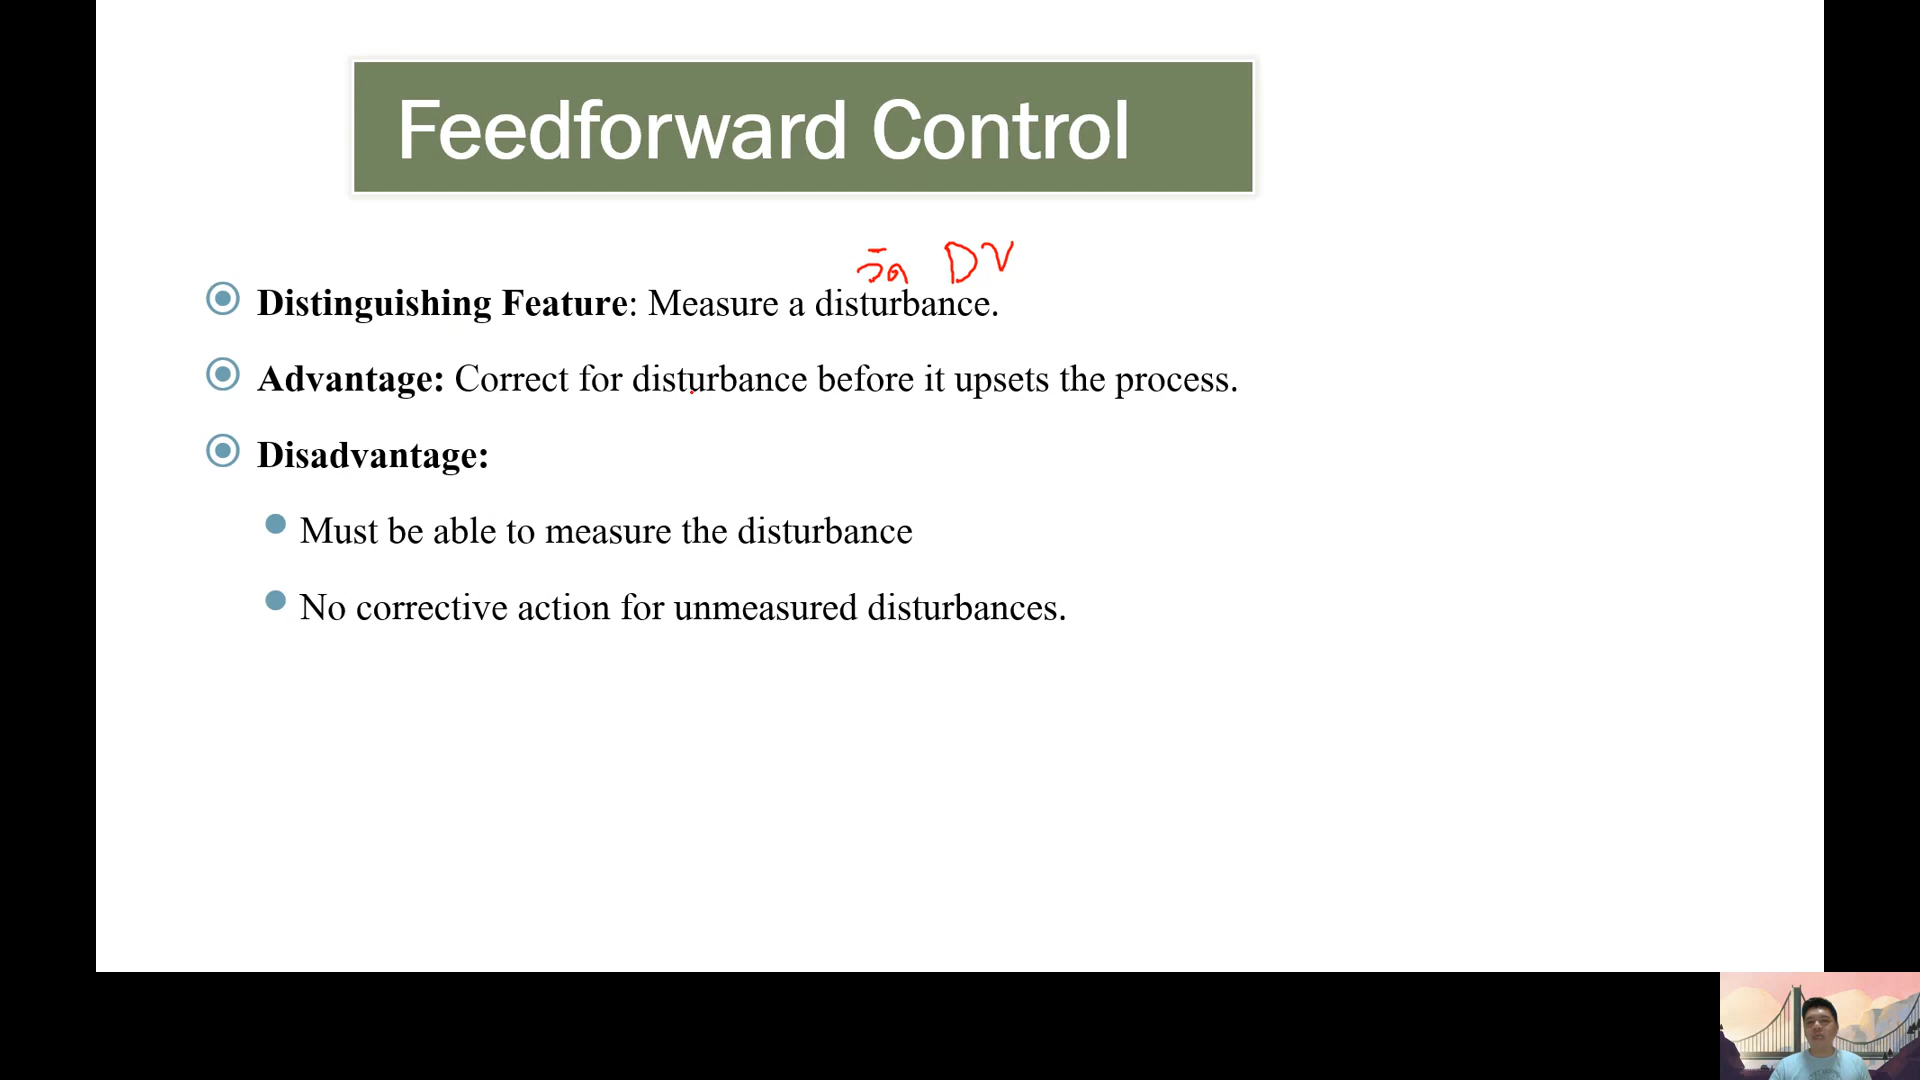 Feedforward Control
วัด DV
Distinguishing Feature: Measure a disturbance.
Advantage: Correct for disturbance before it upsets the process.
Disadvantage:
Must be able to measure the disturbance
No corrective action for unmeasured disturbances.